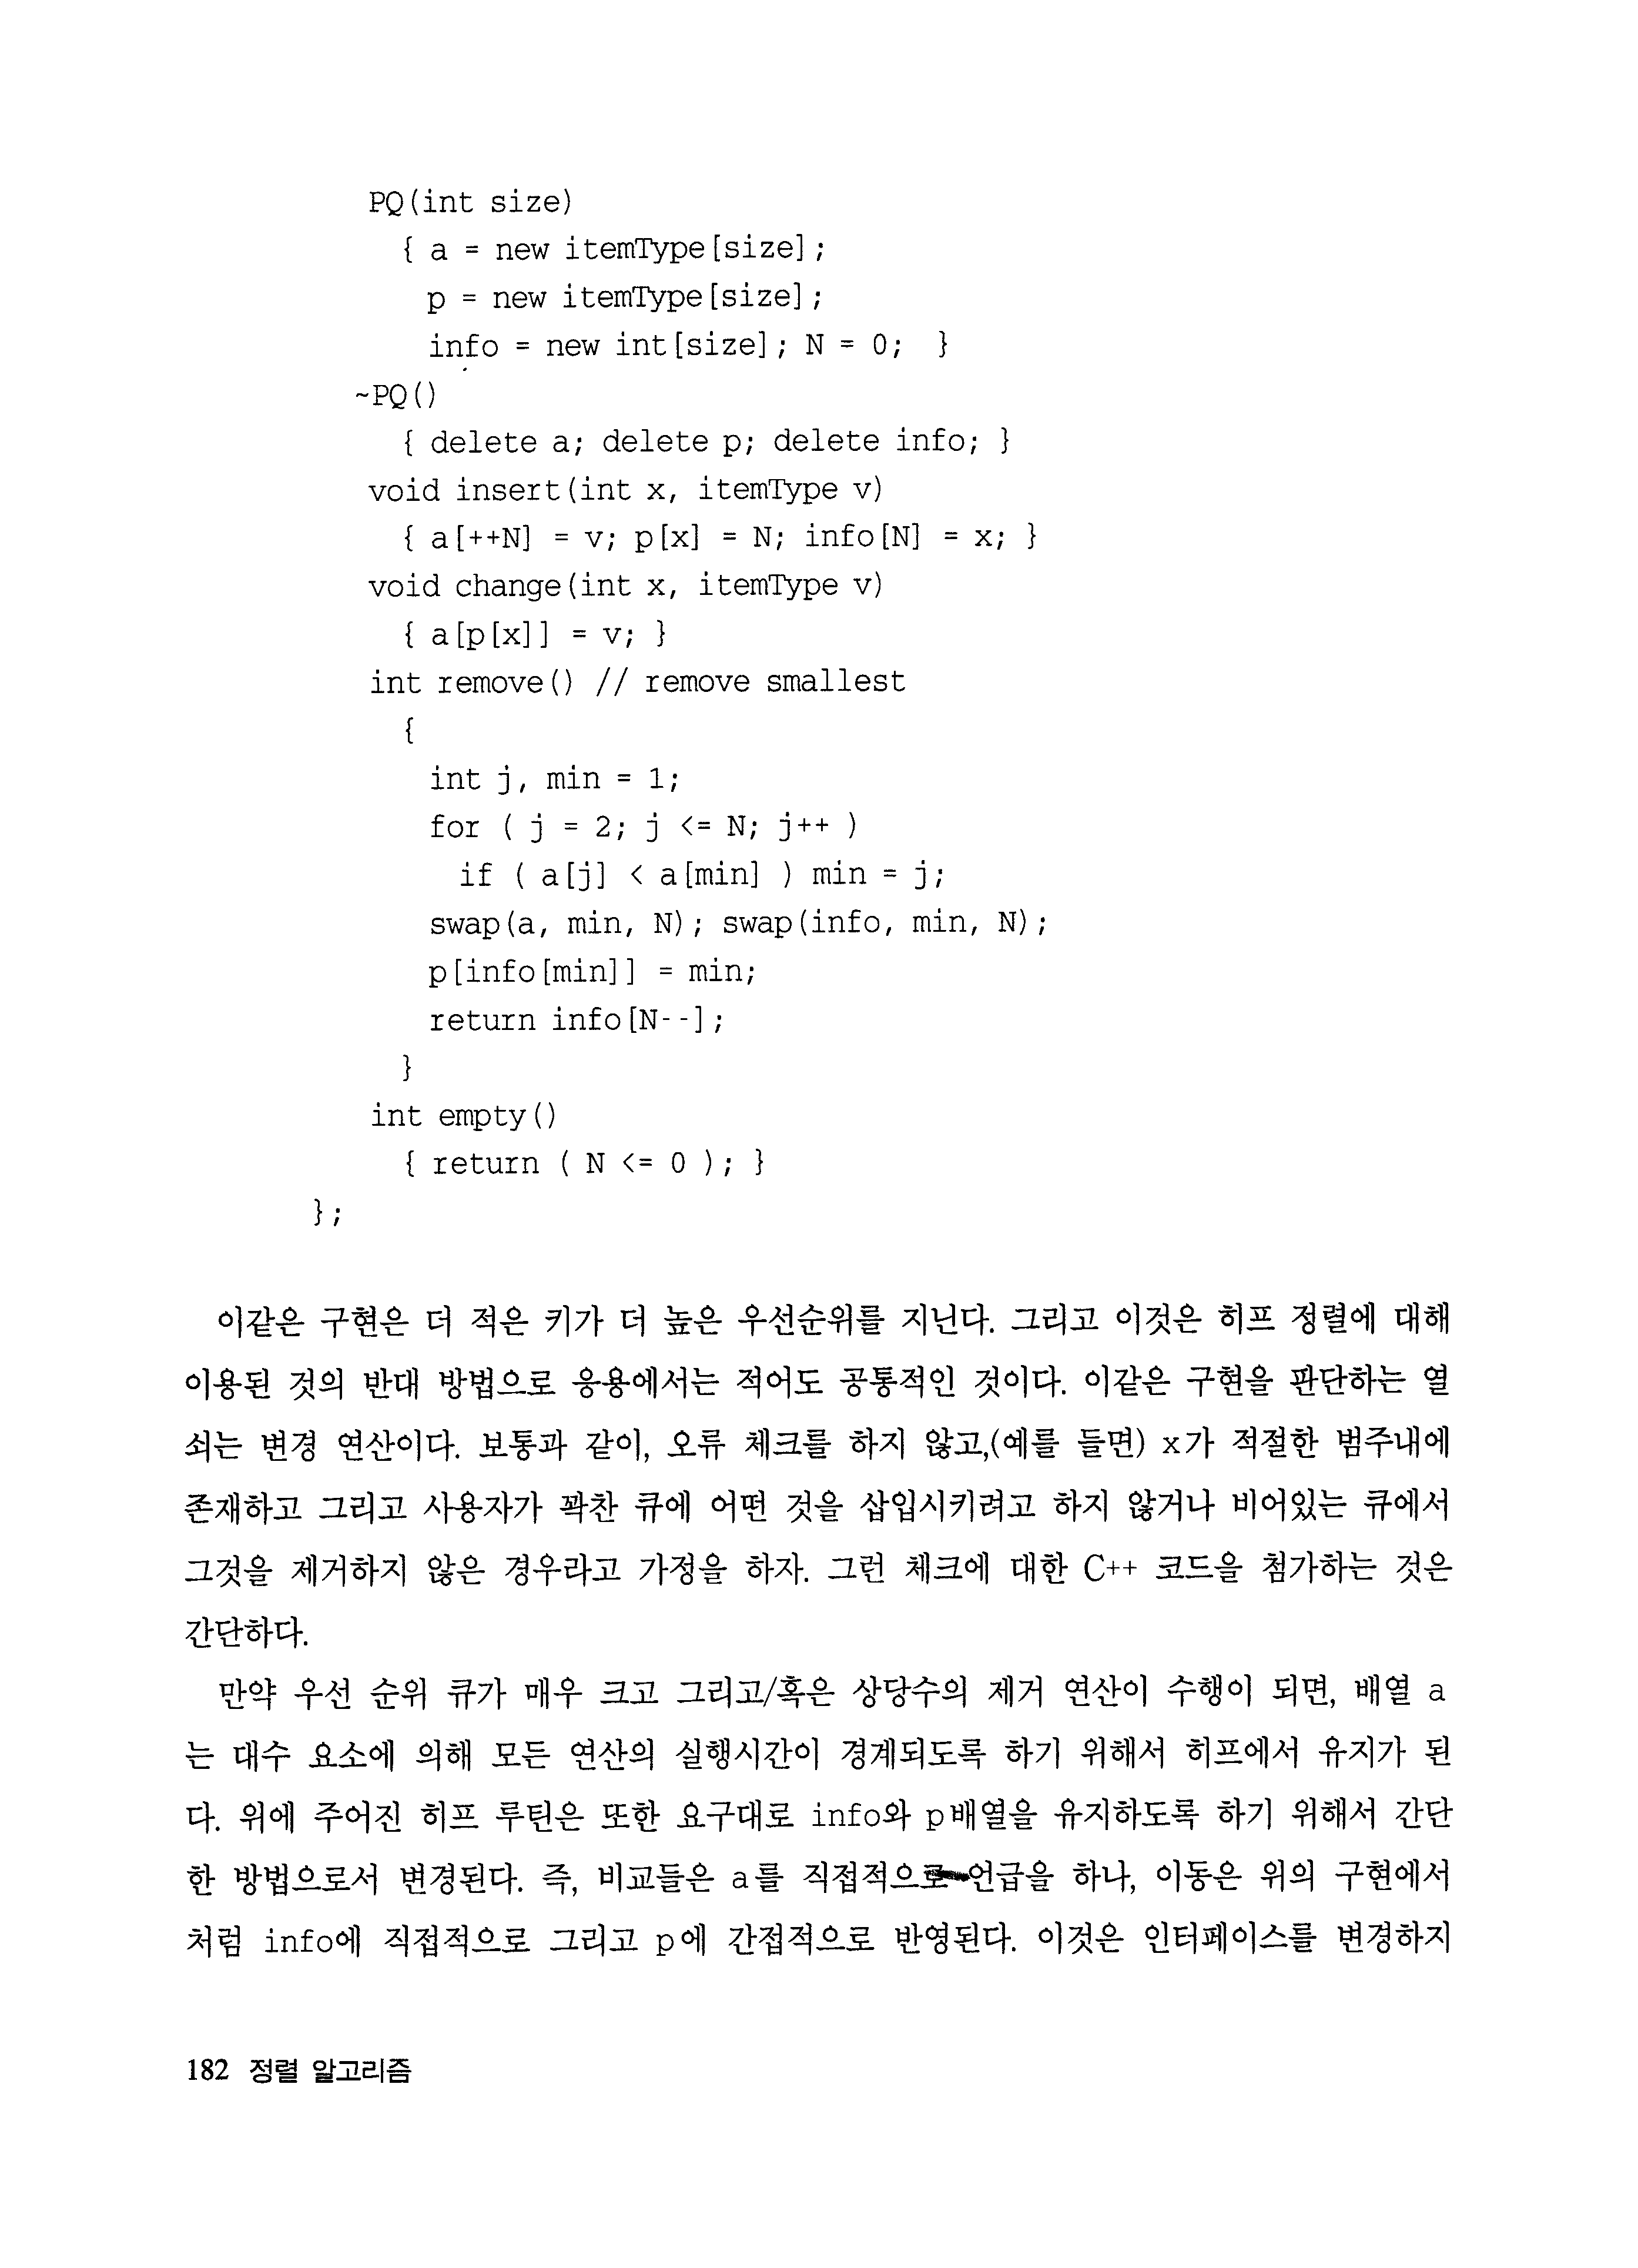 PQ(int size)
{ a = new itemType[size];
p = new itemType[size];
info = new int[size]; N = 0; }
~PQ()
{ delete a; delete p; delete info; }
void insert(int x, itemType v)
{ a[++N] = v; p[x] = N; info[N] = x; }
void change(int x, itemType v)
{ a[p[x]] = v; }
int remove() // remove smallest
{
int j, min = 1;
for ( j = 2; j <= N; j++ )
if ( a[j] < a[min] ) min = j;
swap(a, min, N); swap(info, min, N);
p[info[min]] = min;
return info[N--];
}
int empty()
{ return ( N <= 0 ); }
};
이같은 구현은 더 적은 키가 더 높은 우선순위를 지닌다. 그리고 이것은 히프 정렬에 대해
이용된 것의 반대 방법으로 응용에서는 적어도 공통적인 것이다. 이같은 구현을 판단하는 열
쇠는 변경 연산이다. 보통과 같이, 오류 체크를 하지 않고,(예를 들면) x가 적절한 범주내에
존재하고 그리고 사용자가 꽉찬 큐에 어떤 것을 삽입시키려고 하지 않거나 비어있는 큐에서
그것을 제거하지 않은 경우라고 가정을 하자. 그런 체크에 대한 C++ 코드을 첨가하는 것은
간단하다.
만약 우선 순위 큐가 매우 크고 그리고/혹은 상당수의 제거 연산이 수행이 되면, 배열 a
는 대수 요소에 의해 모든 연산의 실행시간이 경계되도록 하기 위해서 히프에서 유지가 된
다. 위에 주어진 히프 루틴은 또한 요구대로 info와 p배열을 유지하도록 하기 위해서 간단
한 방법으로서 변경된다. 즉, 비교들은 a를 직접적으로 언급을 하나, 이동은 위의 구현에서
처럼 info에 직접적으로 그리고 p에 간접적으로 반영된다. 이것은 인터페이스를 변경하지
182 정렬 알고리즘